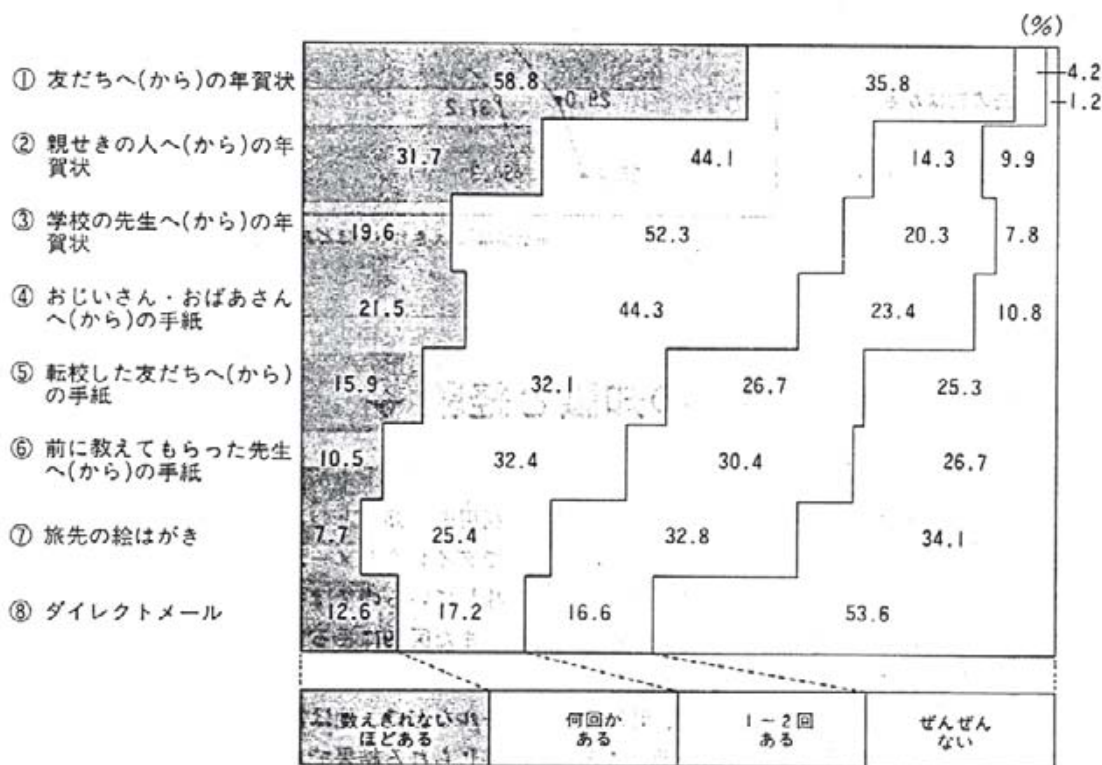 (%)
① 友だちへ(から)の年賀状
58.8
35.8
4.2
1.2
② 親せきの人へ(から)の年
賀状
31.7
44.1
14.3
9.9
③ 学校の先生へ(から)の年
賀状
19.6
52.3
20.3
7.8
④ おじいさん・おばあさん
へ(から)の手紙
21.5
44.3
23.4
10.8
⑤ 転校した友だちへ(から)
の手紙
15.9
32.1
26.7
25.3
⑥ 前に教えてもらった先生
へ(から)の手紙
10.5
32.4
30.4
26.7
⑦ 旅先の絵はがき
7.7
25.4
32.8
34.1
⑧ ダイレクトメール
12.6
17.2
16.6
53.6
数えきれない
ほどある
何回か
ある
1～2回
ある
ぜんぜん
ない